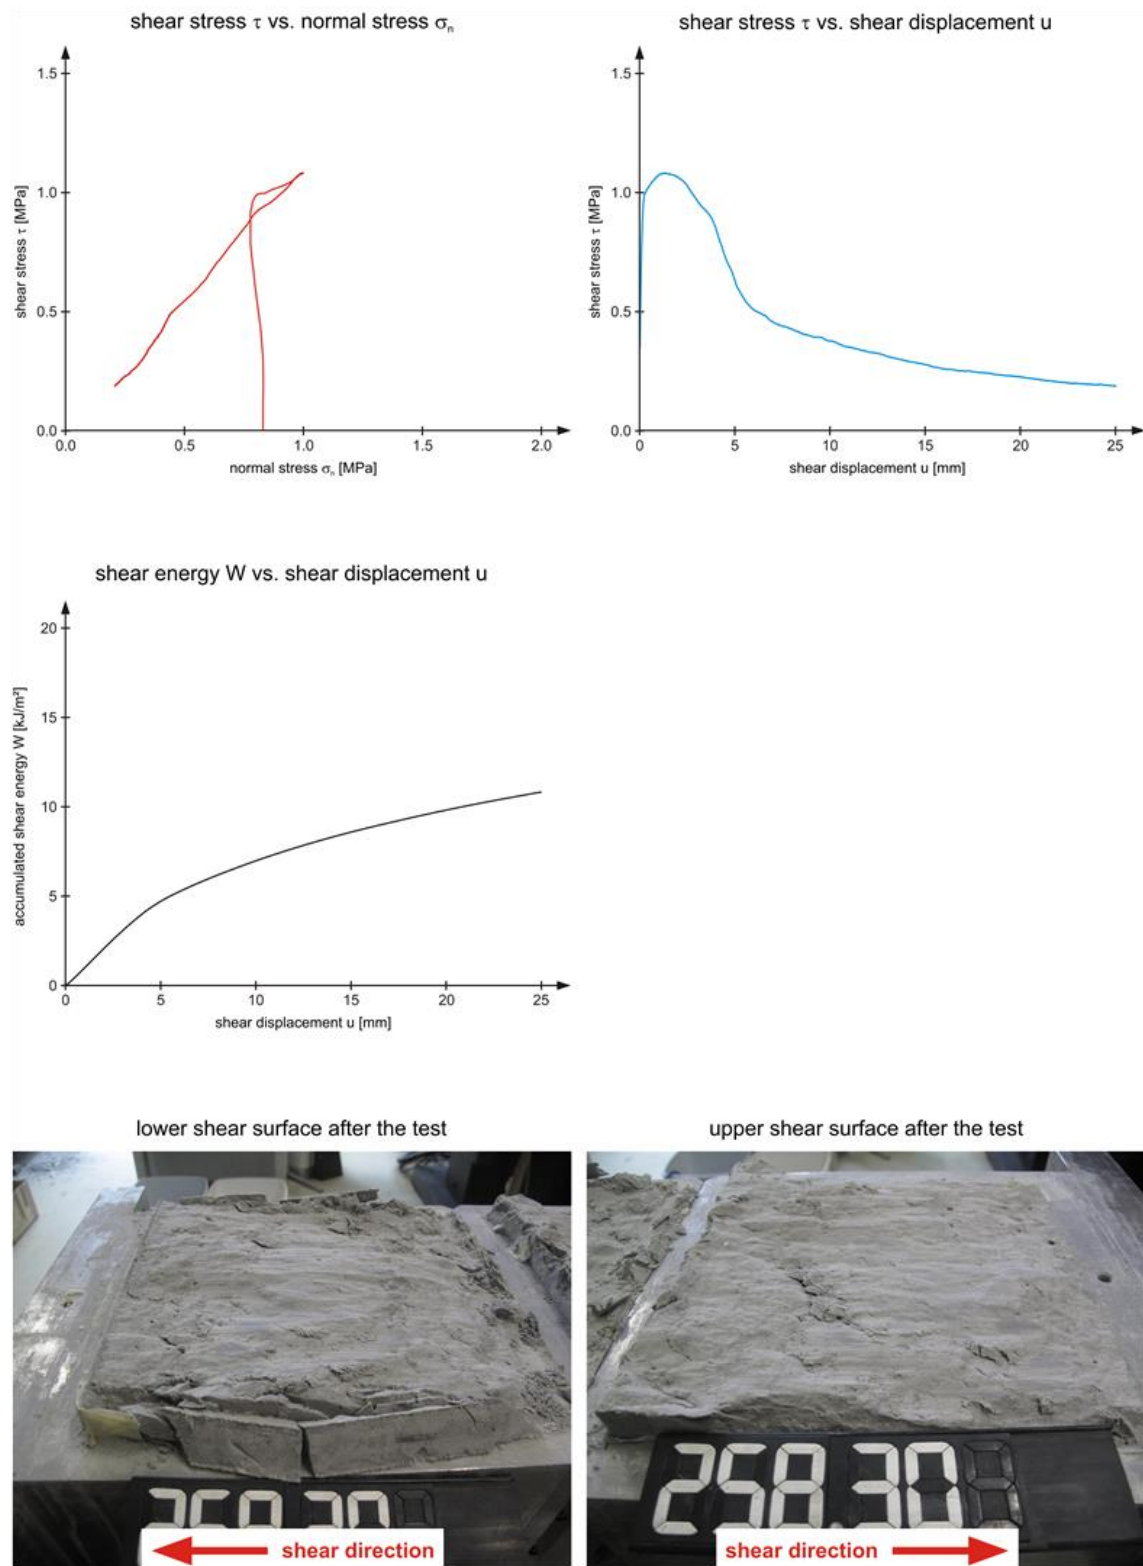 shear stress τ vs. normal stress σₙ
shear stress τ vs. shear displacement u
shear stress τ [MPa]
1.5
1.0
0.5
0.0
0.0
0.5
1.0
1.5
2.0
normal stress σₙ [MPa]
shear stress τ [MPa]
1.5
1.0
0.5
0.0
0
5
10
15
20
25
shear displacement u [mm]
shear energy W vs. shear displacement u
accumulated shear energy W [kJ/m²]
20
15
10
5
0
0
5
10
15
20
25
shear displacement u [mm]
lower shear surface after the test
upper shear surface after the test
258 30
shear direction
258 30
shear direction